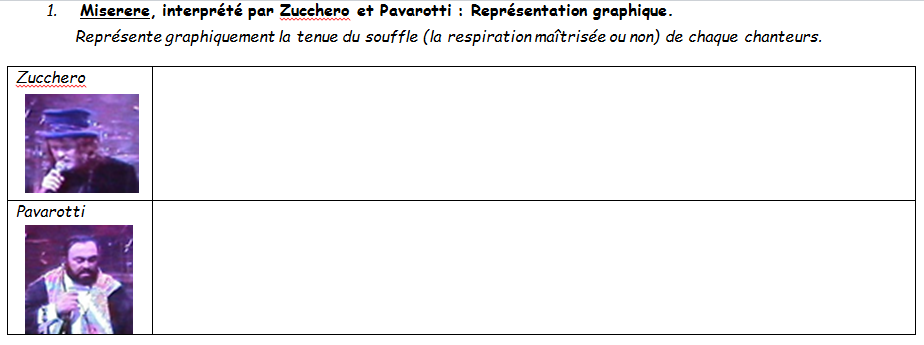 1. Miserere, interprété par Zucchero et Pavarotti : Représentation graphique.
Représente graphiquement la tenue du souffle (la respiration maîtrisée ou non) de chaque chanteurs.
Zucchero
Pavarotti